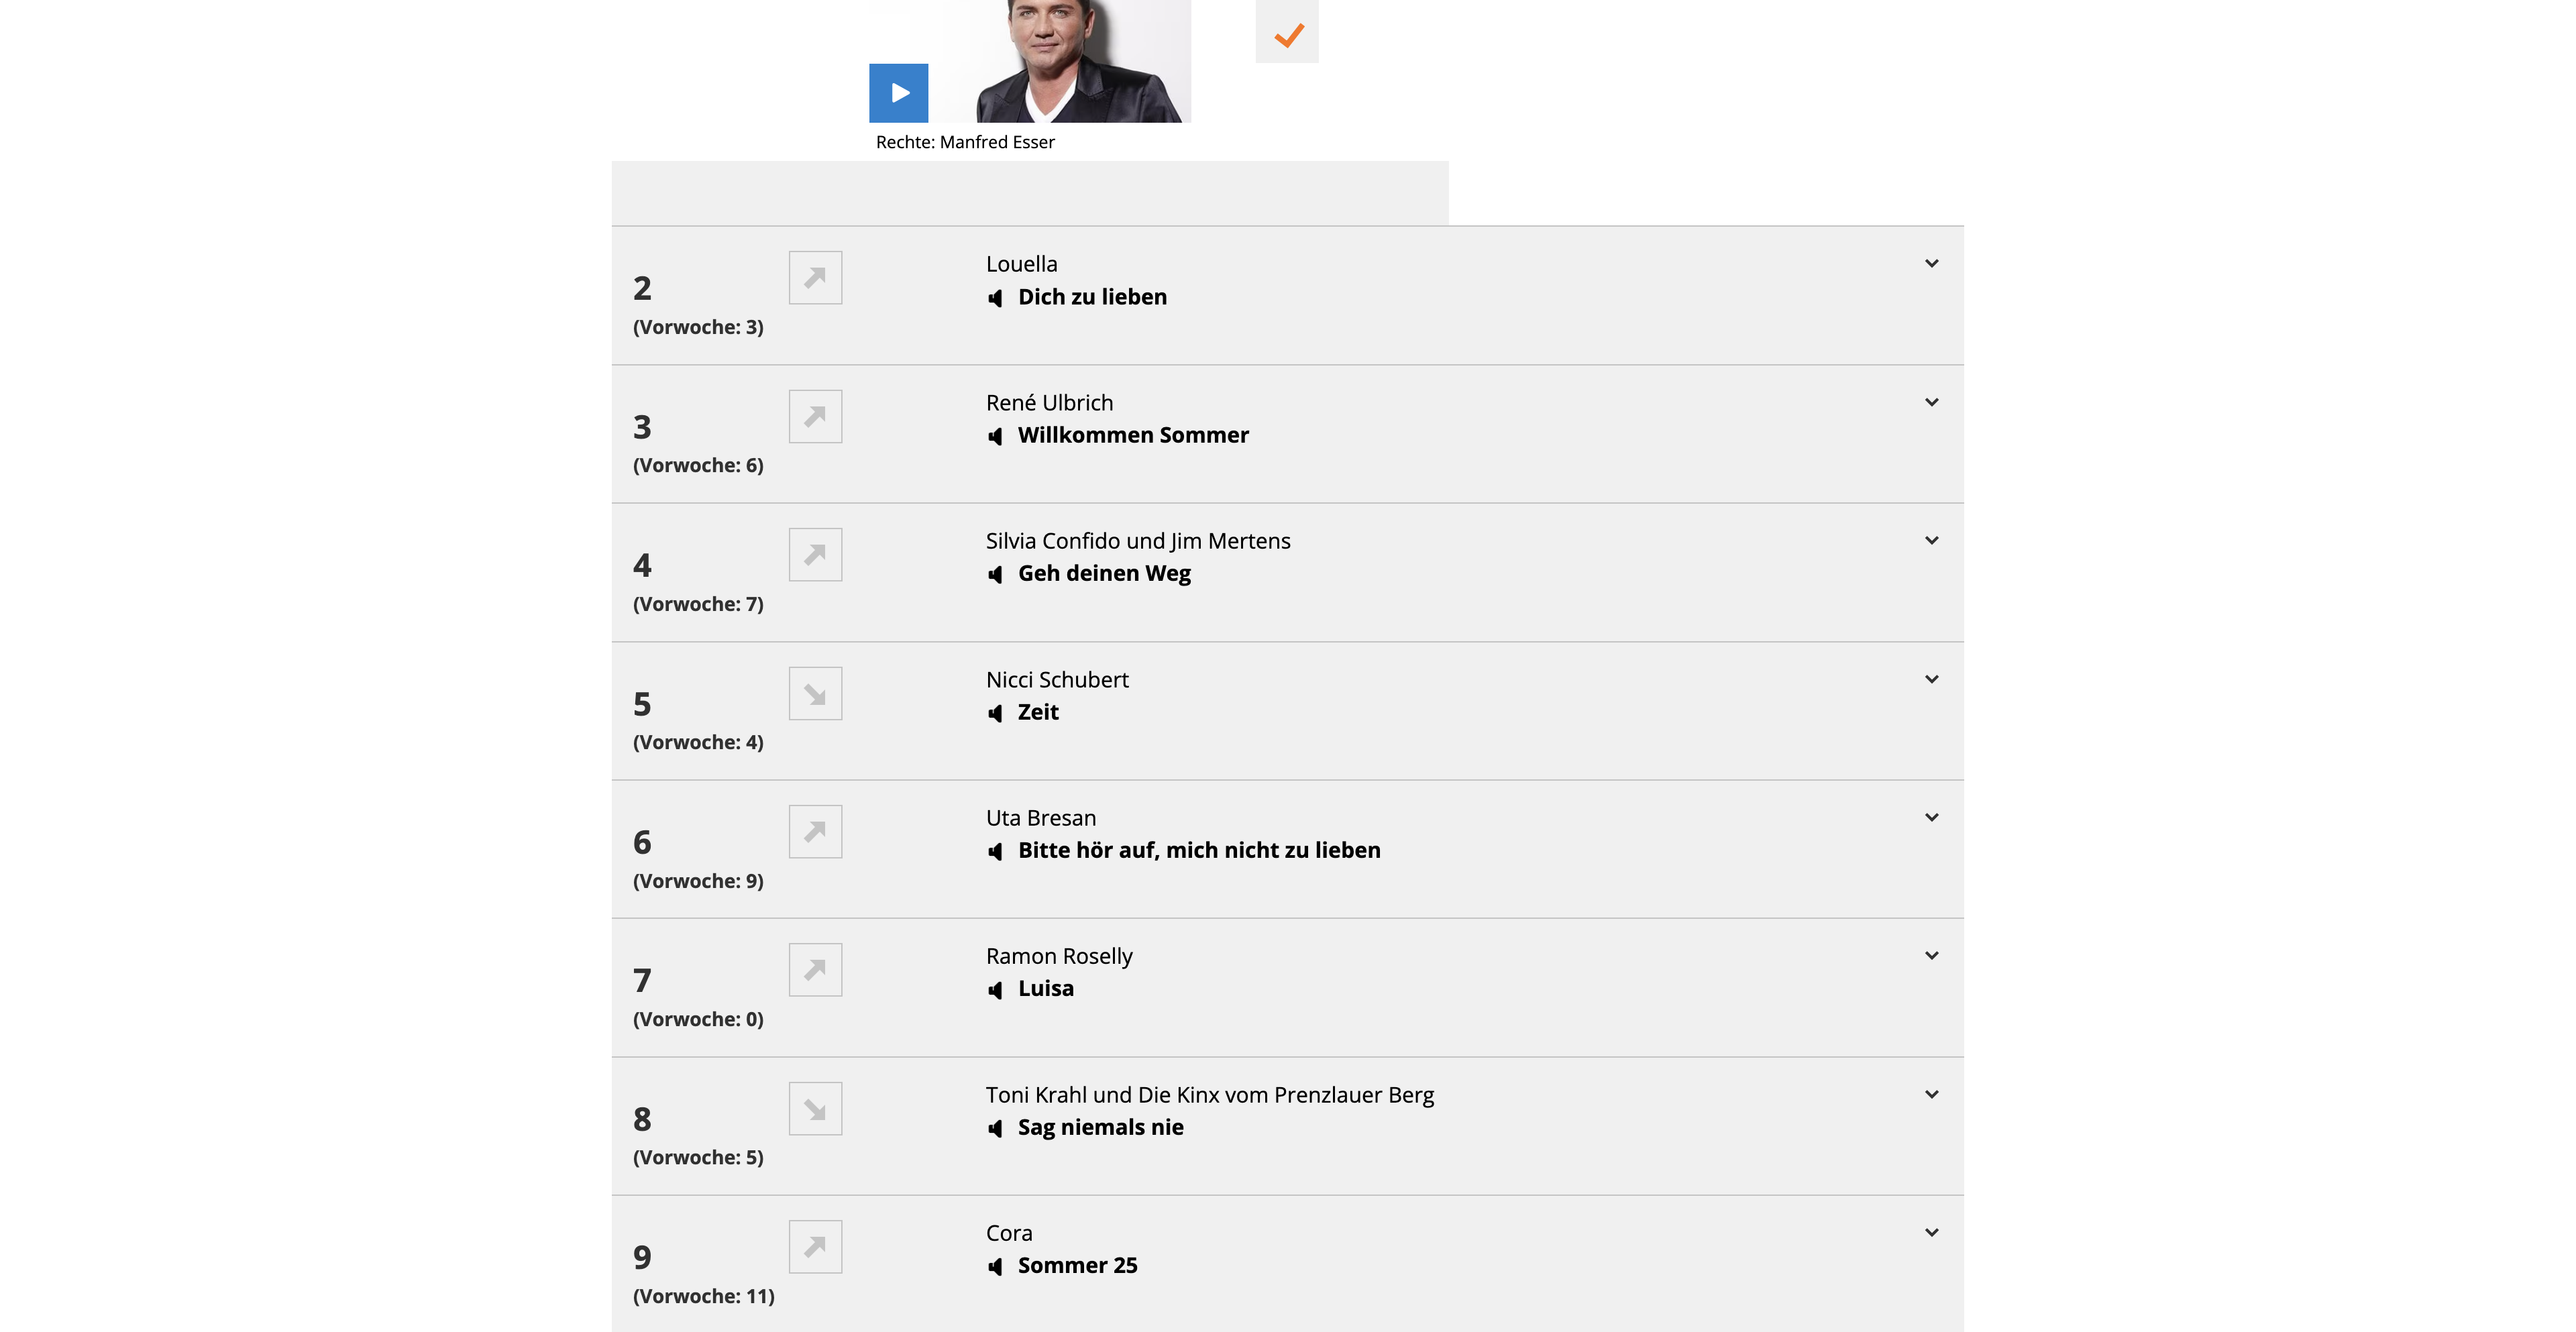 Rechte: Manfred Esser
2
(Vorwoche: 3)
Louella
Dich zu lieben
3
(Vorwoche: 6)
René Ulbrich
Willkommen Sommer
4
(Vorwoche: 7)
Silvia Confido und Jim Mertens
Geh deinen Weg
5
(Vorwoche: 4)
Nicci Schubert
Zeit
6
(Vorwoche: 9)
Uta Bresan
Bitte hör auf, mich nicht zu lieben
7
(Vorwoche: 0)
Ramon Roselly
Luisa
8
(Vorwoche: 5)
Toni Krahl und Die Kinx vom Prenzlauer Berg
Sag niemals nie
9
(Vorwoche: 11)
Cora
Sommer 25